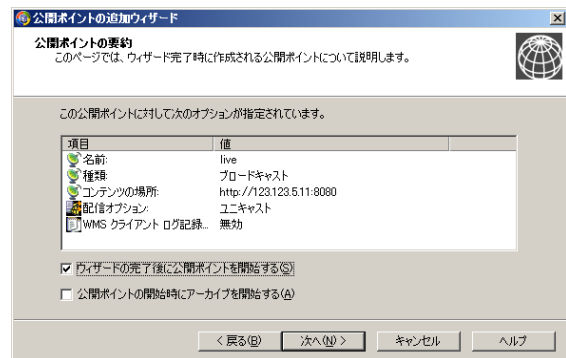 公開ポイントの追加ウィザード
公開ポイントの要約
このページでは、ウィザード完了時に作成される公開ポイントについて説明します。
この公開ポイントに対して次のオプションが指定されています。
項目 値
名前: live
種類: ブロードキャスト
コンテンツの場所: http://123.123.5.11:8080
配信オプション: ユニキャスト
WMS クライアント ログ記録... 無効
ウィザードの完了後に公開ポイントを開始する(S)
公開ポイントの開始時にアーカイブを開始する(A)
< 戻る(B) 次へ(N) > キャンセル ヘルプ